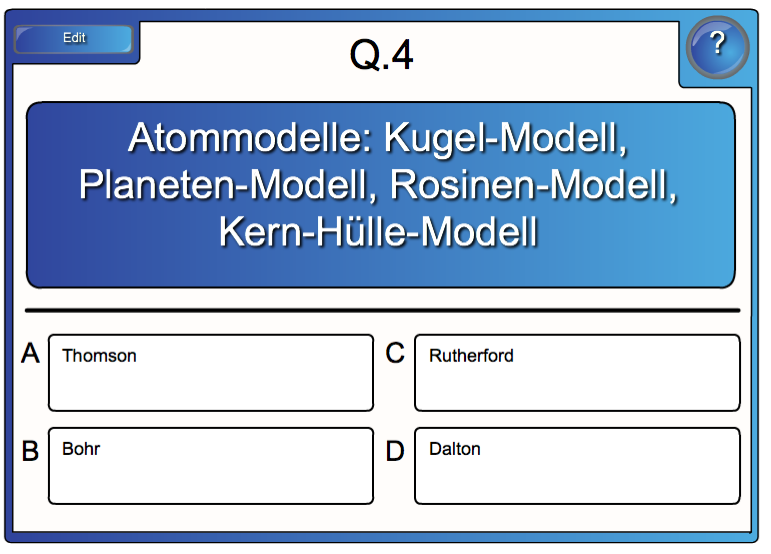 Edit
Q.4
?
Atommodelle: Kugel-Modell,
Planeten-Modell, Rosinen-Modell,
Kern-Hülle-Modell
A Thomson
C Rutherford
B Bohr
D Dalton